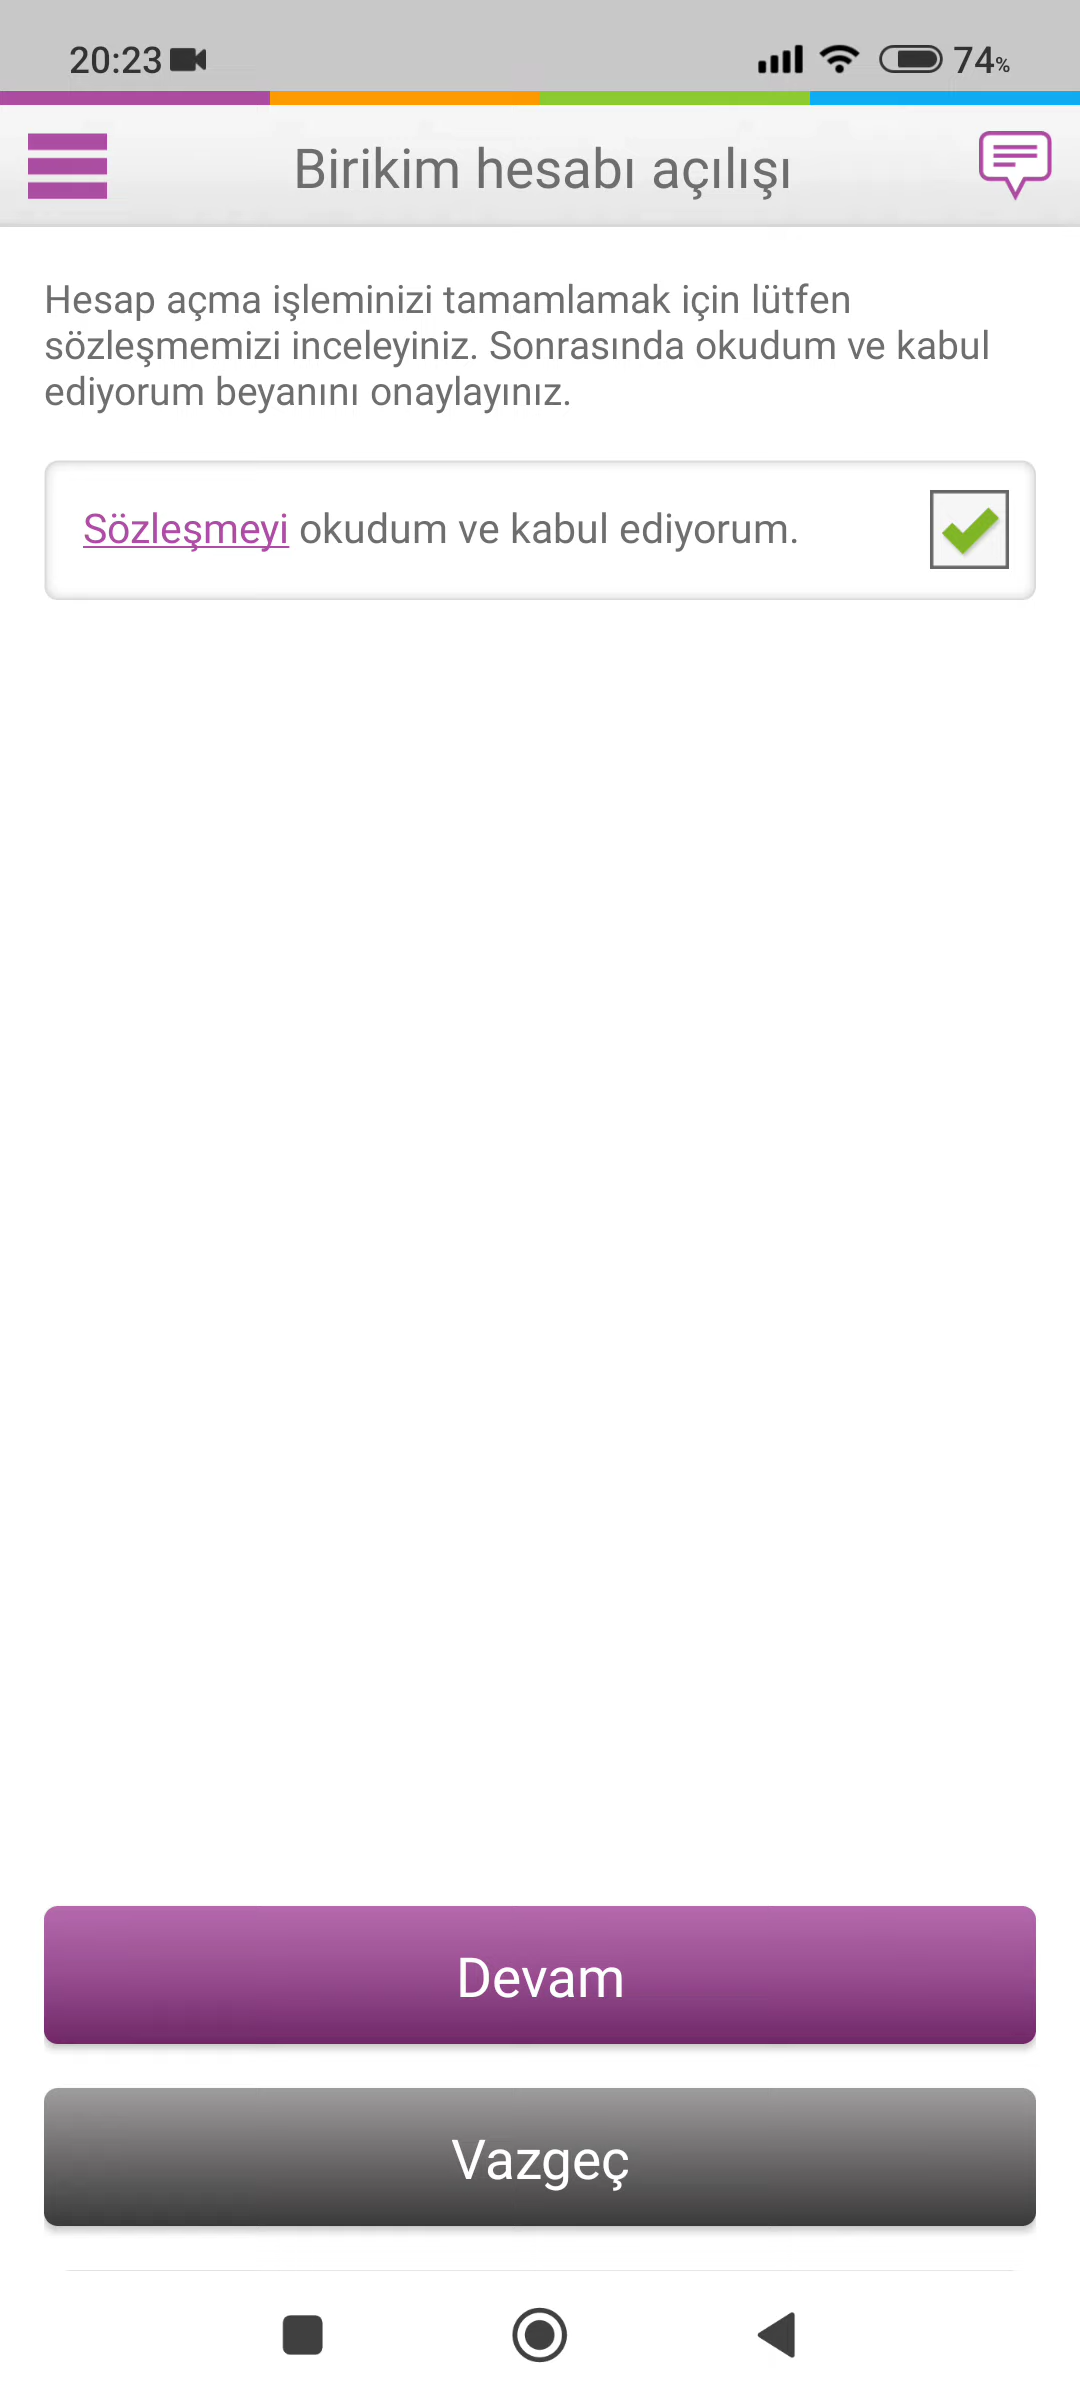 20:23 74%
Birikim hesabı açılışı
Hesap açma işleminizi tamamlamak için lütfen
sözleşmemizi inceleyiniz. Sonrasında okudum ve kabul
ediyorum beyanını onaylayınız.
Sözleşmeyi okudum ve kabul ediyorum.
Devam
Vazgeç